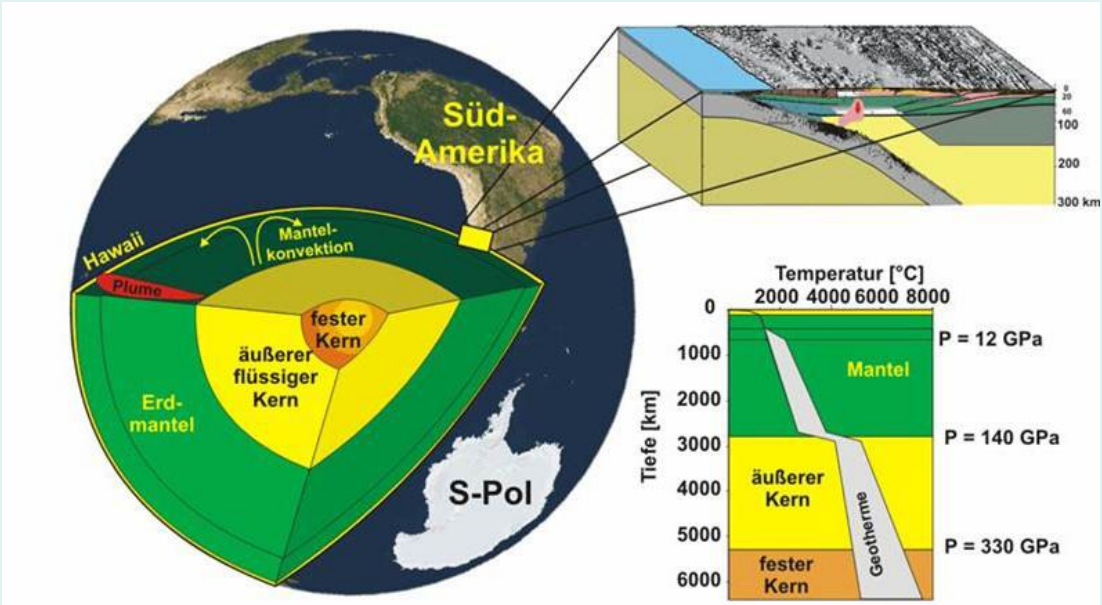 Süd-
Amerika
Hawaii
Mantel-
konvektion
Plume
fester
Kern
äußerer
flüssiger
Kern
Erd-
mantel
S-Pol
0
20
60
100
200
300 km
Temperatur [°C]
2000 4000 6000 8000
Tiefe [km]
0
1000
2000
3000
4000
5000
6000
Mantel
äußerer
Kern
fester
Kern
Geotherme
P = 12 GPa
P = 140 GPa
P = 330 GPa